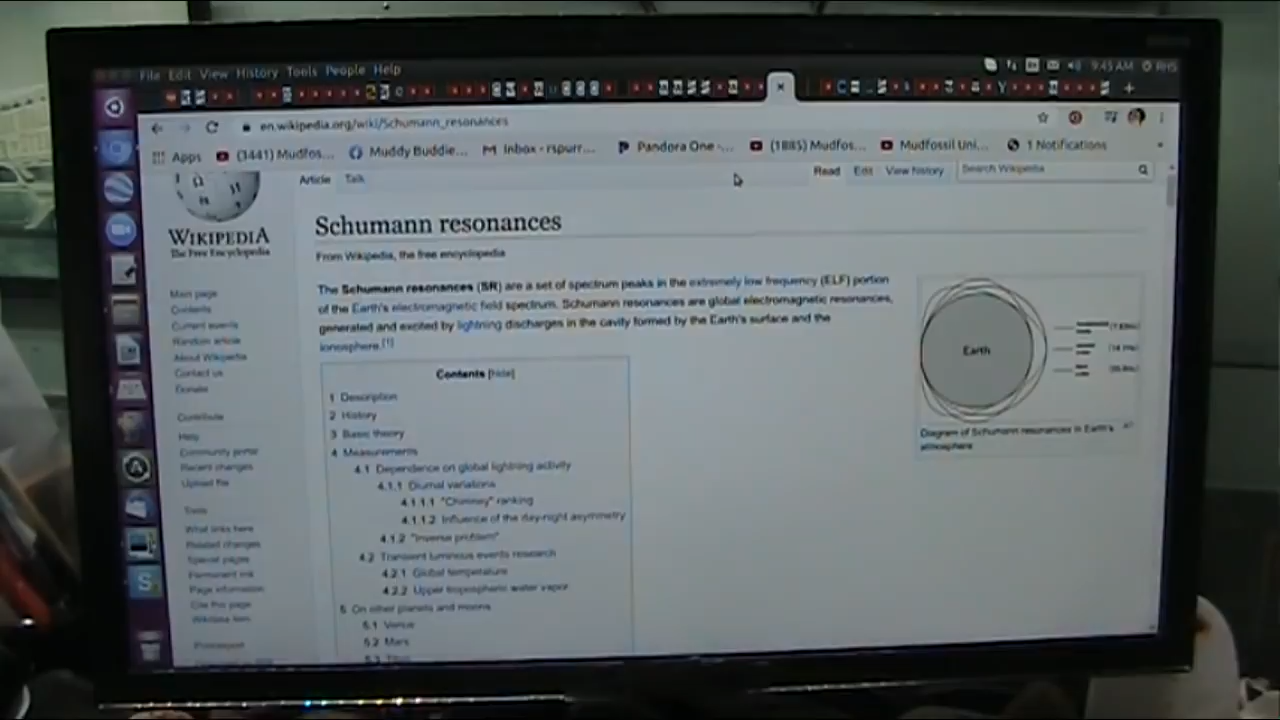 File Edit View History Tools People Help
9:45 AM RHS
en.wikipedia.org/wiki/Schumann_resonances
Apps (3441) Mudfos... Muddy Buddie... Inbox - rspurr... Pandora One -... (1885) Mudfos... Mudfossil Uni... 1 Notifications
Article Talk Read Edit View history Search Wikipedia
WIKIPEDIA
The Free Encyclopedia
Schumann resonances
From Wikipedia, the free encyclopedia
The Schumann resonances (SR) are a set of spectrum peaks in the extremely low frequency (ELF) portion
of the Earth's electromagnetic field spectrum. Schumann resonances are global electromagnetic resonances,
generated and excited by lightning discharges in the cavity formed by the Earth's surface and the
ionosphere.[1]
Main page
Contents
Current events
Random article
About Wikipedia
Contact us
Donate
Contribute
Help
Community portal
Recent changes
Upload file
Tools
What links here
Related changes
Special pages
Permanent link
Page information
Cite this page
Wikidata item
Contents [hide]
1 Description
2 History
3 Basic theory
4 Measurements
4.1 Dependence on global lightning activity
4.1.1 Diurnal variations
4.1.1.1 "Chimney" ranking
4.1.1.2 Influence of the day-night asymmetry
4.1.2 "Inverse problem"
4.2 Transient luminous events research
4.2.1 Global temperature
4.2.2 Upper tropospheric water vapor
5 On other planets and moons
5.1 Venus
5.2 Mars
5.3 Titan
Earth
Diagram of Schumann resonances in Earth's
atmosphere